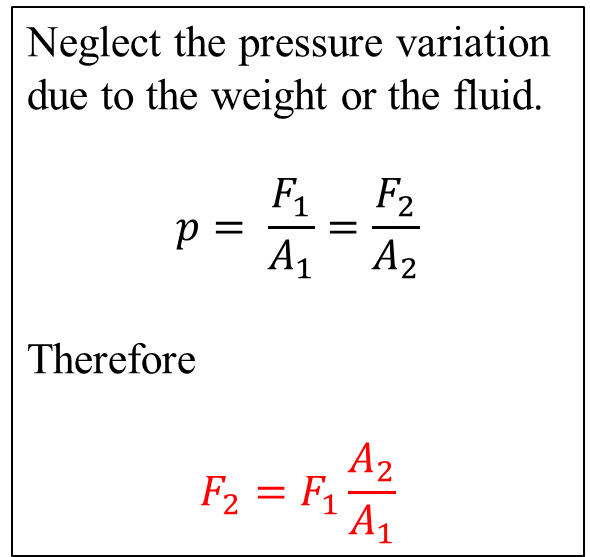 Neglect the pressure variation
due to the weight or the fluid.
p = F₁/A₁ = F₂/A₂
Therefore
F₂ = F₁ A₂/A₁